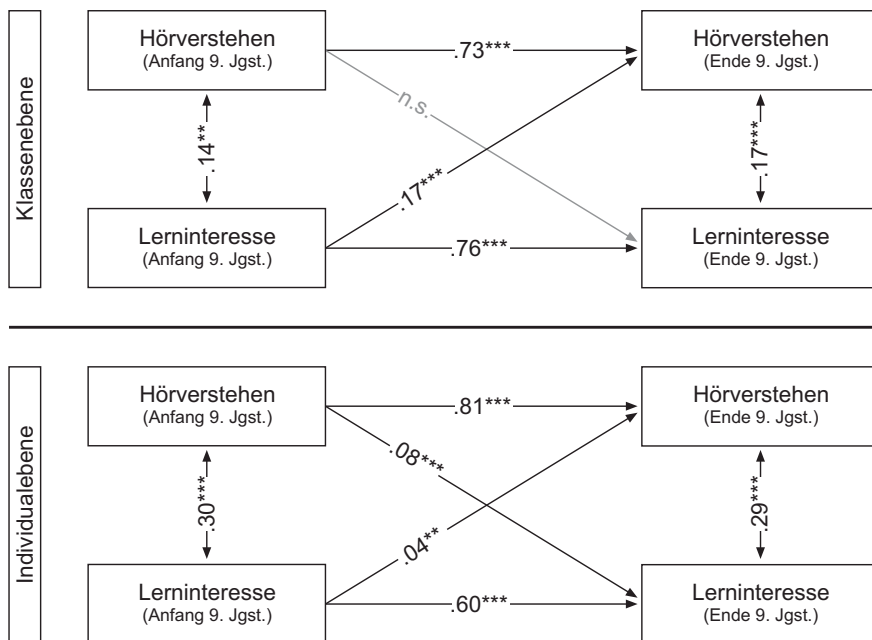 Klassenebene
Hörverstehen
(Anfang 9. Jgst.)
.73***
Hörverstehen
(Ende 9. Jgst.)
n.s.
.14**
.17***
.17***
Lerninteresse
(Anfang 9. Jgst.)
.76***
Lerninteresse
(Ende 9. Jgst.)
Individualebene
Hörverstehen
(Anfang 9. Jgst.)
.81***
Hörverstehen
(Ende 9. Jgst.)
.08***
.30***
.04**
.29***
Lerninteresse
(Anfang 9. Jgst.)
.60***
Lerninteresse
(Ende 9. Jgst.)